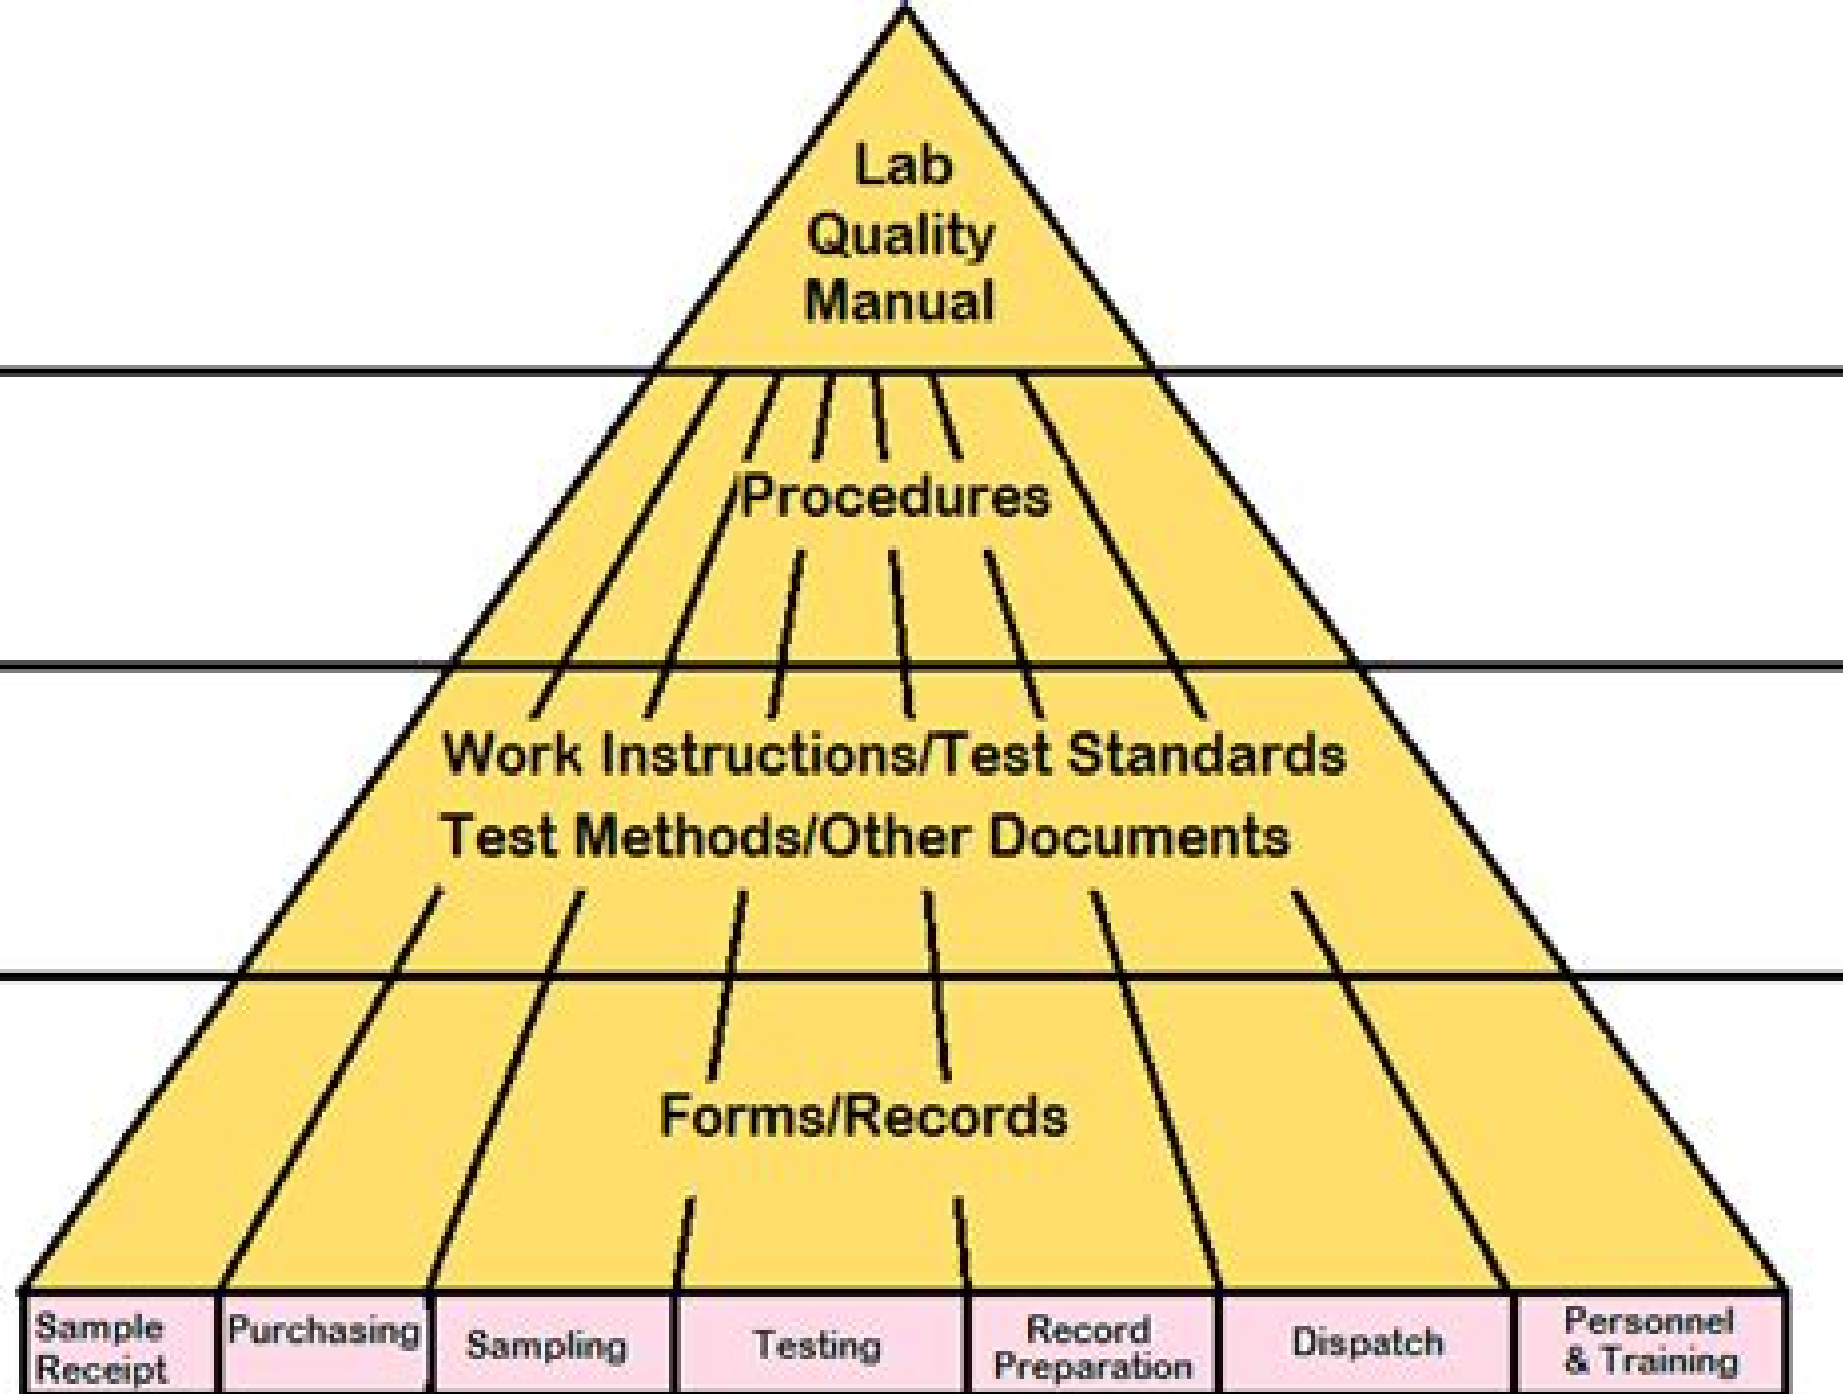 Lab
Quality
Manual
Procedures
Work Instructions/Test Standards
Test Methods/Other Documents
Forms/Records
Sample
Receipt
Purchasing
Sampling
Testing
Record
Preparation
Dispatch
Personnel
& Training